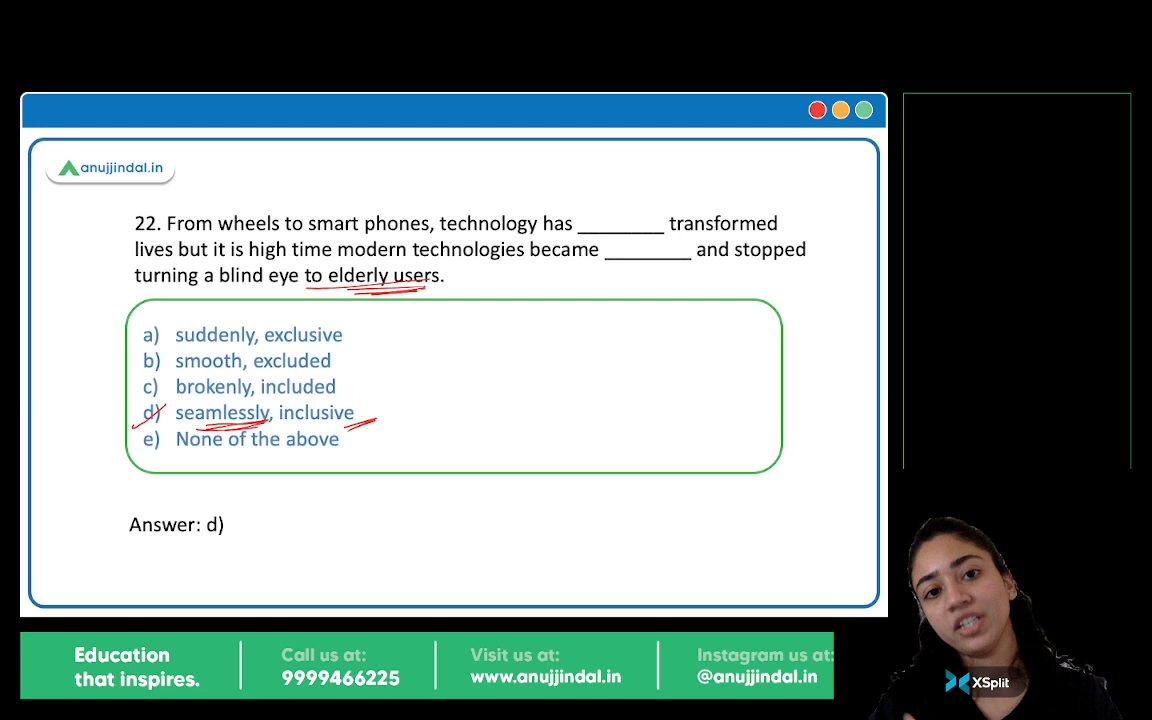 anujjindal.in
22. From wheels to smart phones, technology has ________ transformed
lives but it is high time modern technologies became ________ and stopped
turning a blind eye to elderly users.
a) suddenly, exclusive
b) smooth, excluded
c) brokenly, included
d) seamlessly, inclusive
e) None of the above
Answer: d)
Education
that inspires.
Call us at:
9999466225
Visit us at:
www.anujjindal.in
Instagram us at:
@anujjindal.in
XSplit